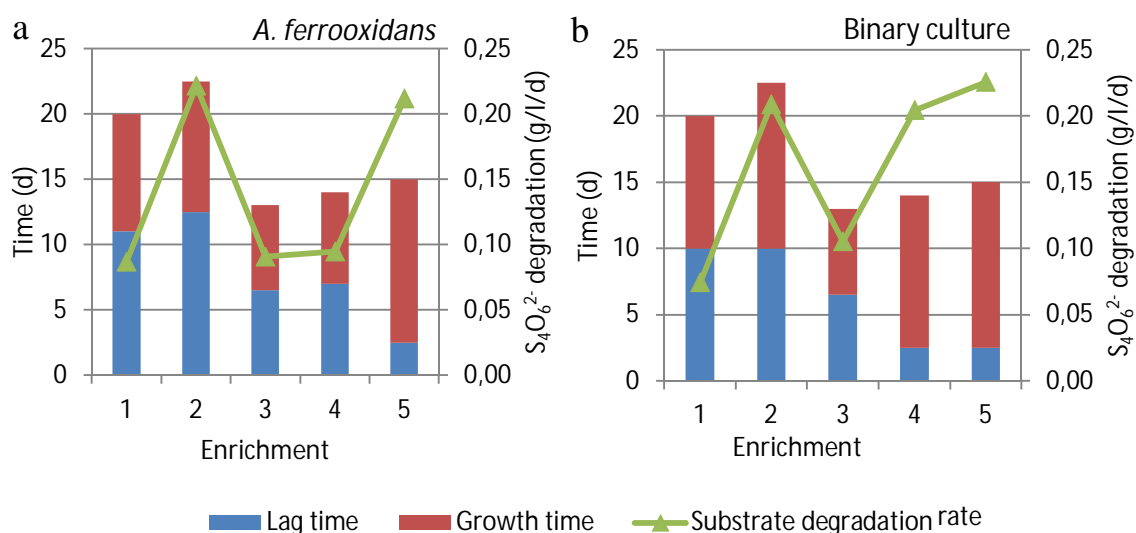 a
A. ferrooxidans
25
20
15
10
5
0
Time (d)
0,25
0,20
0,15
0,10
0,05
0,00
S₄O₆²⁻ degradation (g/l/d)
1 2 3 4 5
Enrichment
b
Binary culture
25
20
15
10
5
0
Time (d)
0,25
0,20
0,15
0,10
0,05
0,00
S₄O₆²⁻ degradation (g/l/d)
1 2 3 4 5
Enrichment
Lag time Growth time Substrate degradation rate